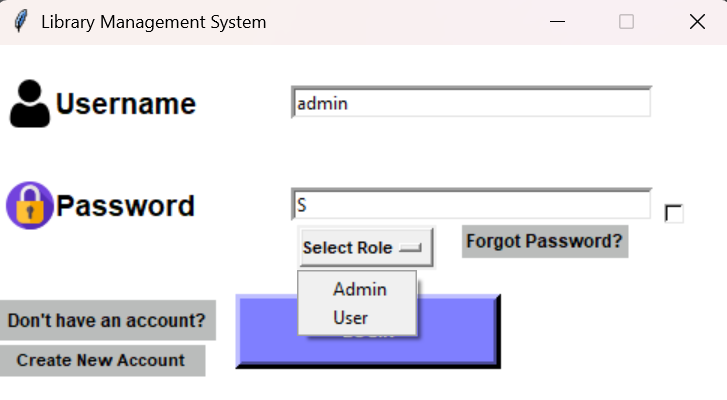 Library Management System
Username
admin
Password
S
Select Role
Forgot Password?
Admin
User
Don't have an account?
Create New Account